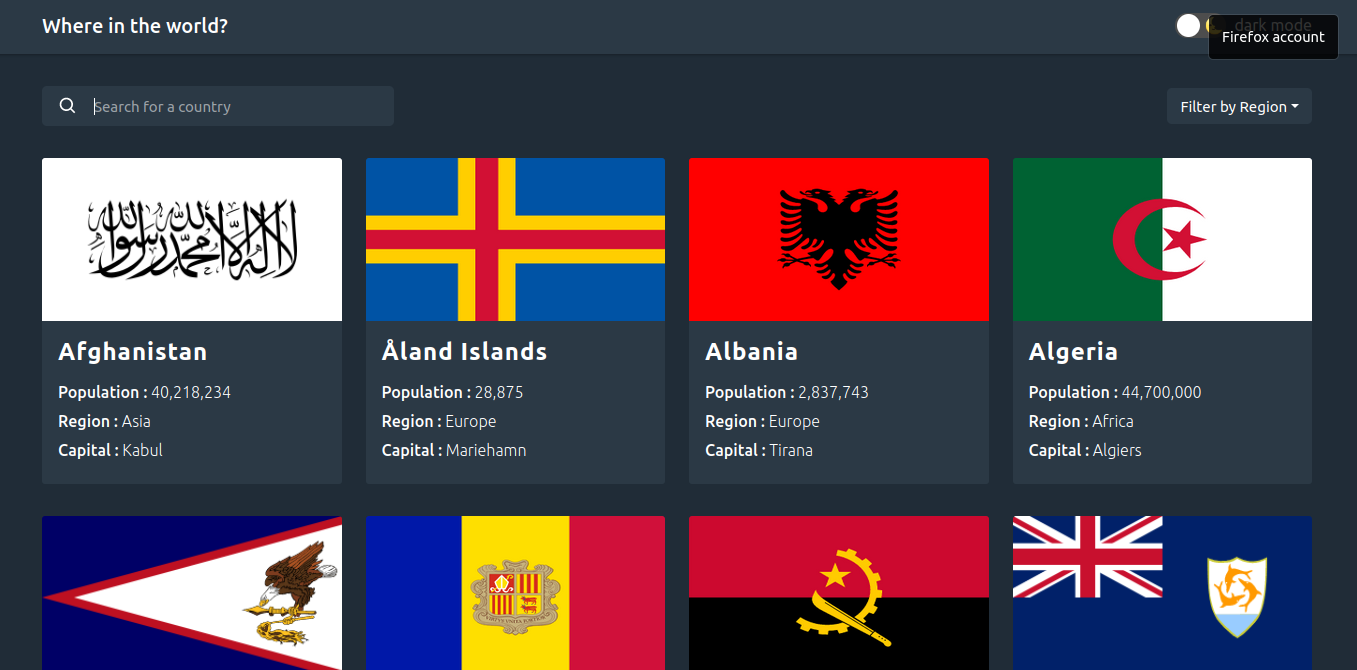 Where in the world?
dark mode
Firefox account
Search for a country
Filter by Region
Afghanistan
Population : 40,218,234
Region : Asia
Capital : Kabul
Åland Islands
Population : 28,875
Region : Europe
Capital : Mariehamn
Albania
Population : 2,837,743
Region : Europe
Capital : Tirana
Algeria
Population : 44,700,000
Region : Africa
Capital : Algiers
لا إله إلا الله محمد رسول الله
VIRTVS VNITA FORTIOR